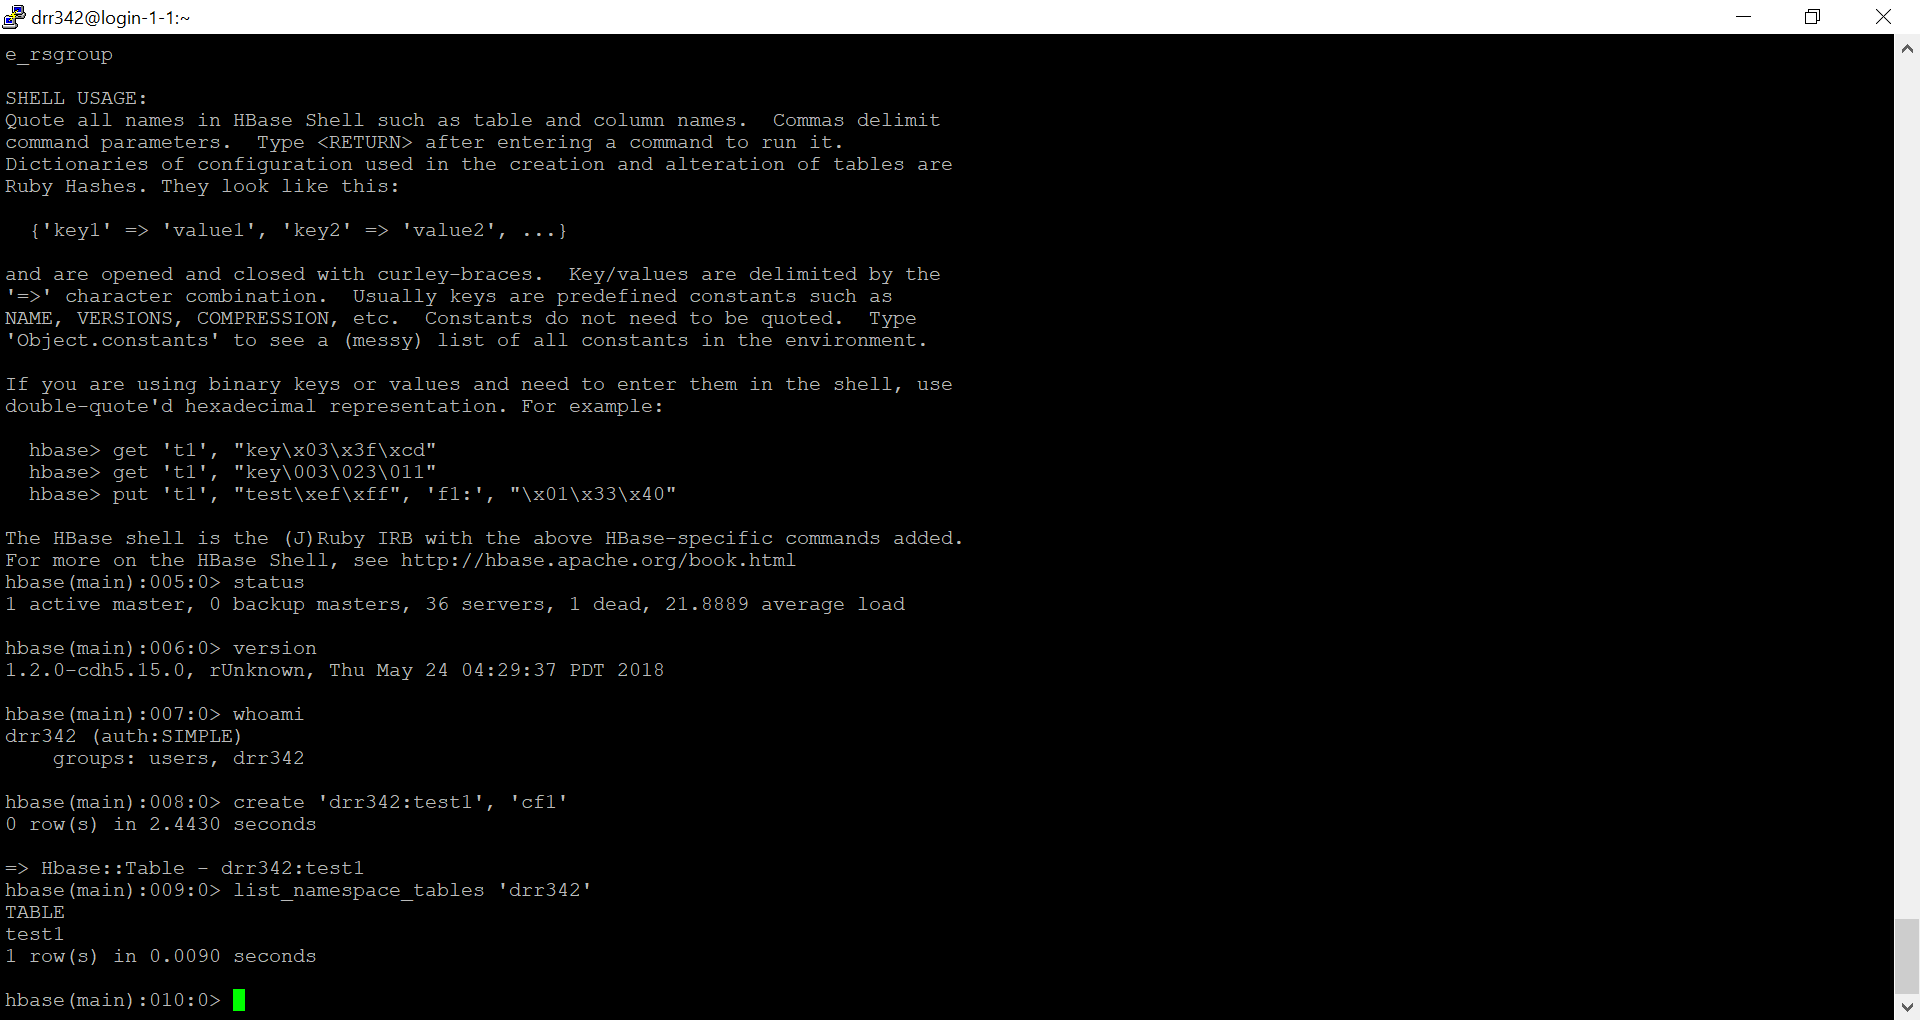 drr342@login-1-1:~
e_rsgroup
SHELL USAGE:
Quote all names in HBase Shell such as table and column names.  Commas delimit
command parameters.  Type <RETURN> after entering a command to run it.
Dictionaries of configuration used in the creation and alteration of tables are
Ruby Hashes. They look like this:
  {'key1' => 'value1', 'key2' => 'value2', ...}
and are opened and closed with curley-braces.  Key/values are delimited by the
'=>' character combination.  Usually keys are predefined constants such as
NAME, VERSIONS, COMPRESSION, etc.  Constants do not need to be quoted.  Type
'Object.constants' to see a (messy) list of all constants in the environment.
If you are using binary keys or values and need to enter them in the shell, use
double-quote'd hexadecimal representation. For example:
  hbase> get 't1', "key\x03\x3f\xcd"
  hbase> get 't1', "key\003\023\011"
  hbase> put 't1', "test\xef\xff", 'f1:', "\x01\x33\x40"
The HBase shell is the (J)Ruby IRB with the above HBase-specific commands added.
For more on the HBase Shell, see http://hbase.apache.org/book.html
hbase(main):005:0> status
1 active master, 0 backup masters, 36 servers, 1 dead, 21.8889 average load
hbase(main):006:0> version
1.2.0-cdh5.15.0, rUnknown, Thu May 24 04:29:37 PDT 2018
hbase(main):007:0> whoami
drr342 (auth:SIMPLE)
    groups: users, drr342
hbase(main):008:0> create 'drr342:test1', 'cf1'
0 row(s) in 2.4430 seconds
=> Hbase::Table - drr342:test1
hbase(main):009:0> list_namespace_tables 'drr342'
TABLE
test1
1 row(s) in 0.0090 seconds
hbase(main):010:0>